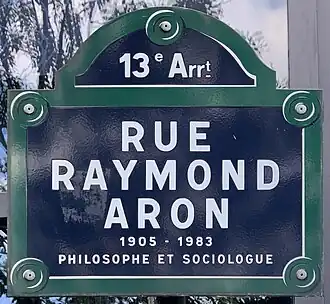 13e Arrt
RUE
RAYMOND
ARON
1905 - 1983
PHILOSOPHE ET SOCIOLOGUE